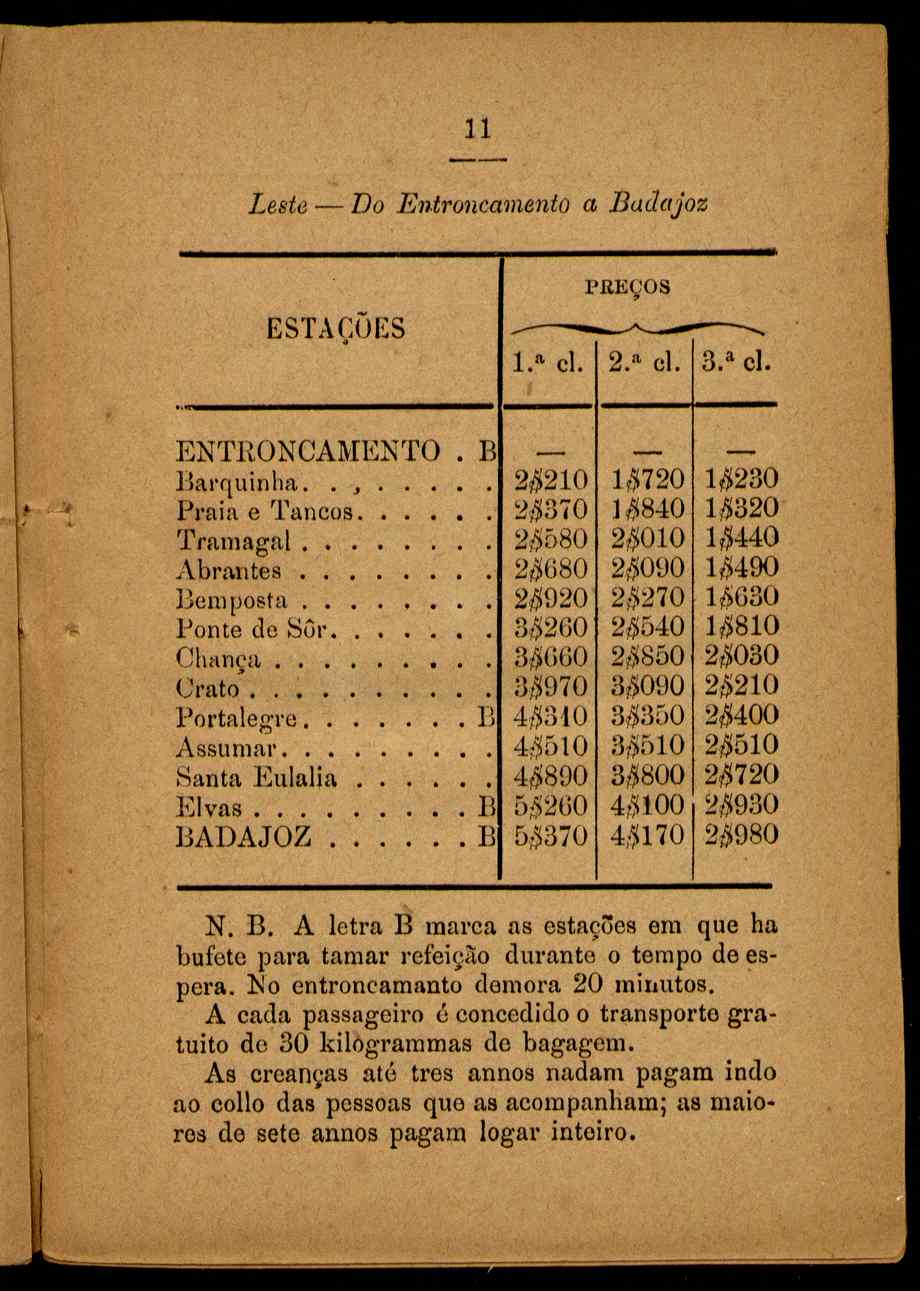 11
Leste — Do Entroncamento a Badajoz
ESTAÇÕES
PREÇOS
1.ª cl. 2.ª cl. 3.ª cl.
ENTRONCAMENTO . B — — —
Barquinha. . , . . . . . 2$210 1$720 1$230
Praia e Tancos. . . . . . 2$370 1$840 1$320
Tramagal . . . . . . . . 2$580 2$010 1$440
Abrantes . . . . . . . . 2$680 2$090 1$490
Bemposta . . . . . . . . 2$920 2$270 1$630
Ponte de Sôr. . . . . . . 3$260 2$540 1$810
Chança . . . . . . . . . 3$660 2$850 2$030
Crato . . . . . . . . . . 3$970 3$090 2$210
Portalegre. . . . . . . B 4$310 3$350 2$400
Assumar. . . . . . . . . 4$510 3$510 2$510
Santa Eulalia . . . . . . 4$890 3$800 2$720
Elvas . . . . . . . . . B 5$260 4$100 2$930
BADAJOZ . . . . . . B 5$370 4$170 2$980
N. B. A letra B marca as estações em que ha
bufete para tamar refeição durante o tempo de es-
pera. No entroncamanto demora 20 minutos.
A cada passageiro é concedido o transporte gra-
tuito de 30 kilogrammas de bagagem.
As creanças até tres annos nadam pagam indo
ao collo das pessoas que as acompanham; as maio-
res de sete annos pagam logar inteiro.